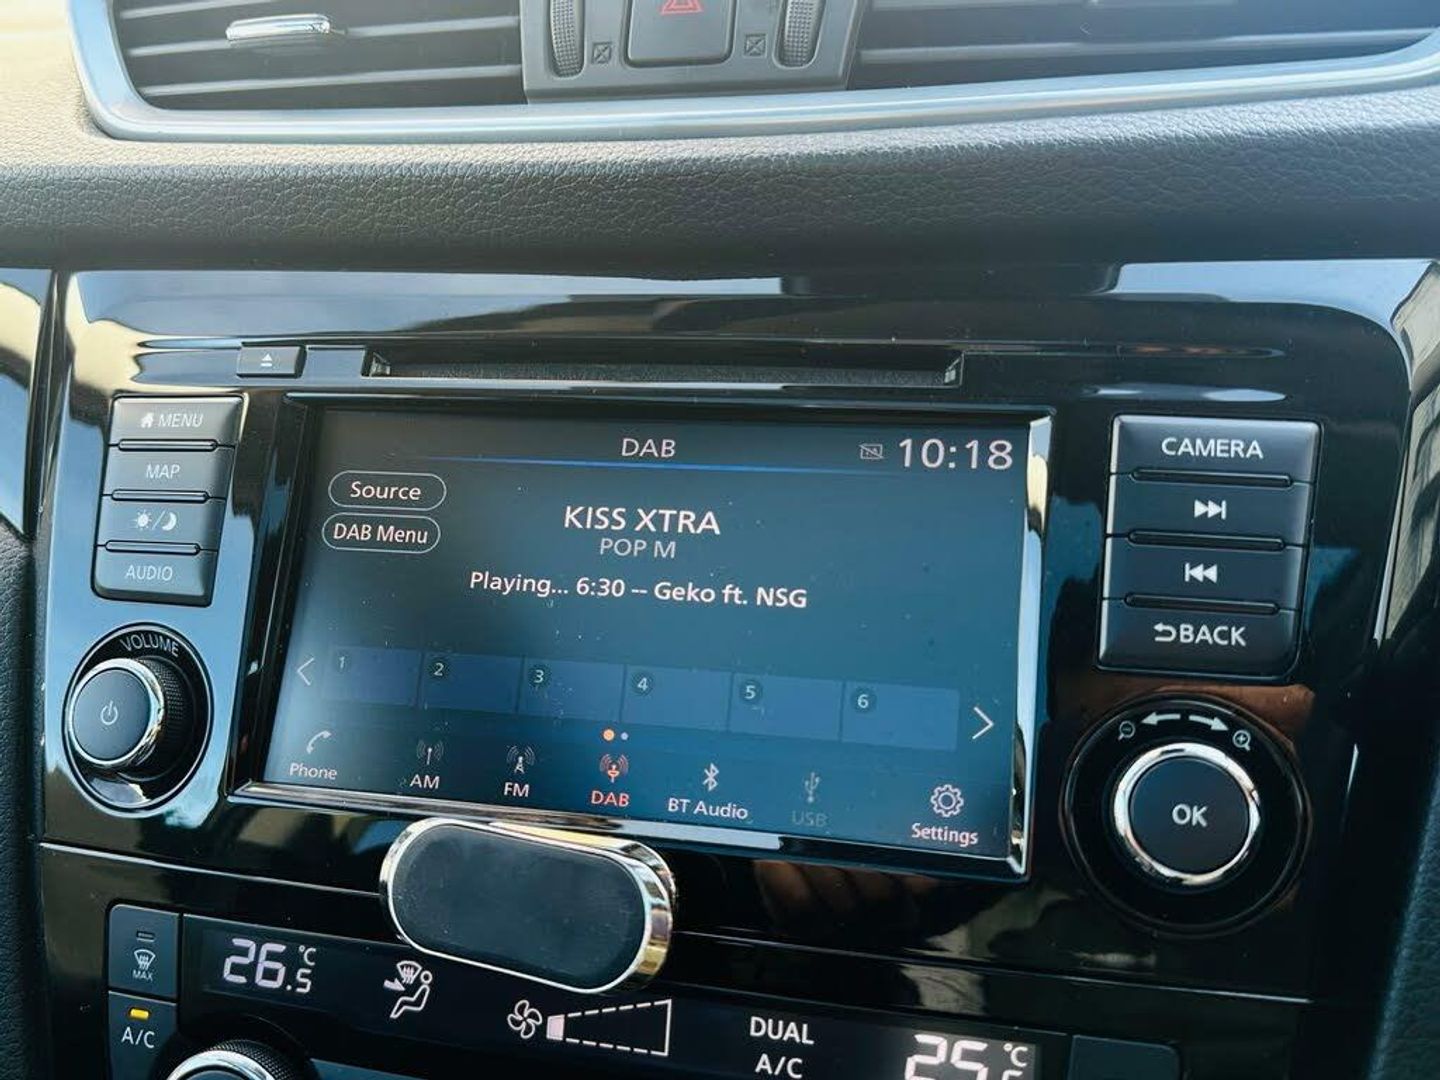 DAB
TA
10:18
Source
DAB Menu
KISS XTRA
POP M
Playing... 6:30 -- Geko ft. NSG
1 2 3 4 5 6
Phone
AM
FM
DAB
BT Audio
USB
Settings
MENU
MAP
AUDIO
VOLUME
CAMERA
BACK
OK
MAX
A/C
26.5 °C
DUAL
A/C
25 °C